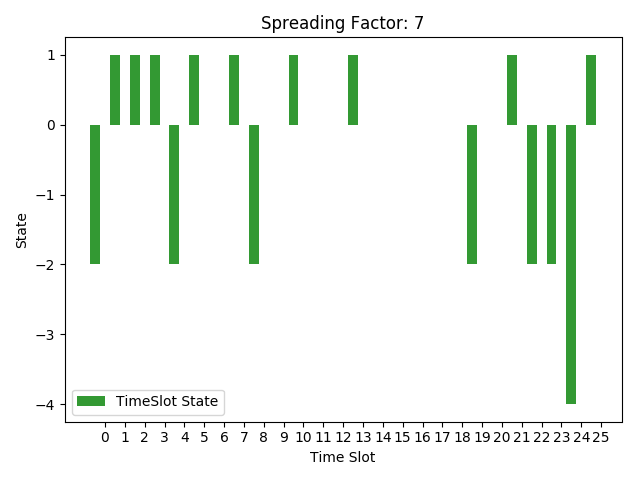 Spreading Factor: 7
1
0
−1
−2
−3
−4
State
TimeSlot State
0 1 2 3 4 5 6 7 8 9 10 11 12 13 14 15 16 17 18 19 20 21 22 23 24 25
Time Slot